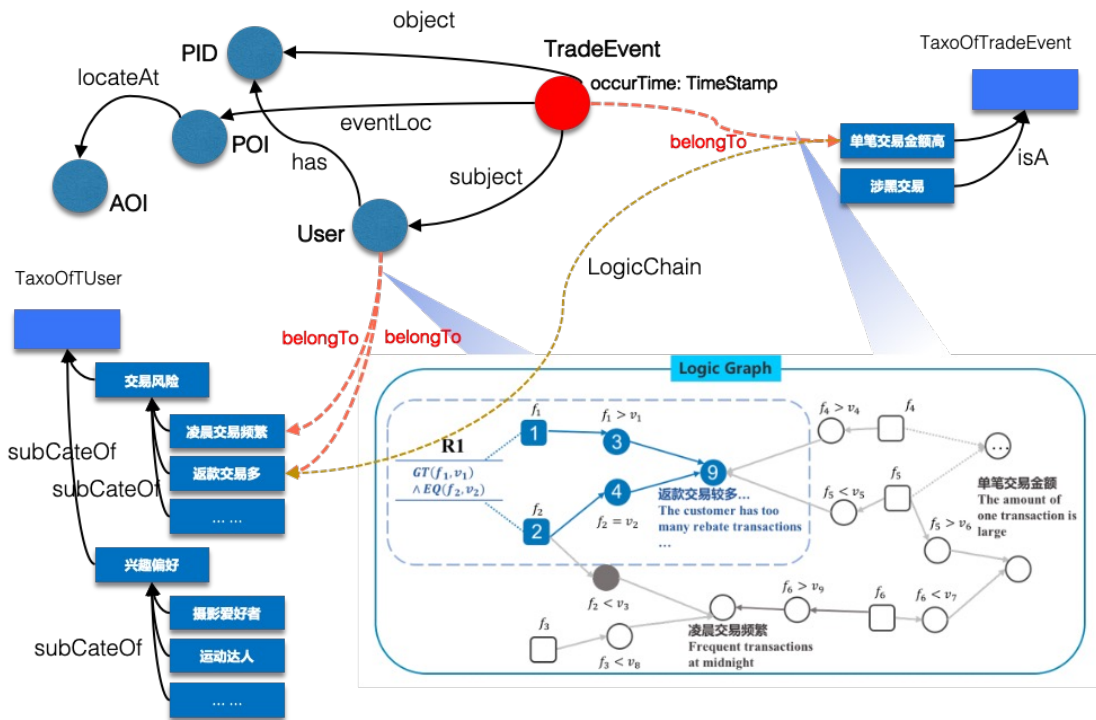 object
PID
TradeEvent
TaxoOfTradeEvent
locateAt
occurTime: TimeStamp
eventLoc
POI
belongTo
单笔交易金额高
has
isA
subject
涉黑交易
AOI
User
LogicChain
TaxoOfTUser
belongTo
belongTo
交易风险
凌晨交易频繁
subCateOf
返款交易多
subCateOf
... ...
兴趣偏好
摄影爱好者
subCateOf
运动达人
... ...
Logic Graph
f₁
f₁ > v₁
f₄ > v₄
f₄
R1
1
3
...
GT(f₁, v₁)
∧ EQ(f₂, v₂)
9
f₅
4
返款交易较多…
The customer has too
many rebate transactions
…
f₅ < v₅
单笔交易金额
The amount of
one transaction is
large
f₂
2
f₂ = v₂
f₅ > v₆
f₂ < v₃
f₆ > v₉
f₆
f₆ < v₇
f₃
f₃ < v₈
凌晨交易频繁
Frequent transactions
at midnight